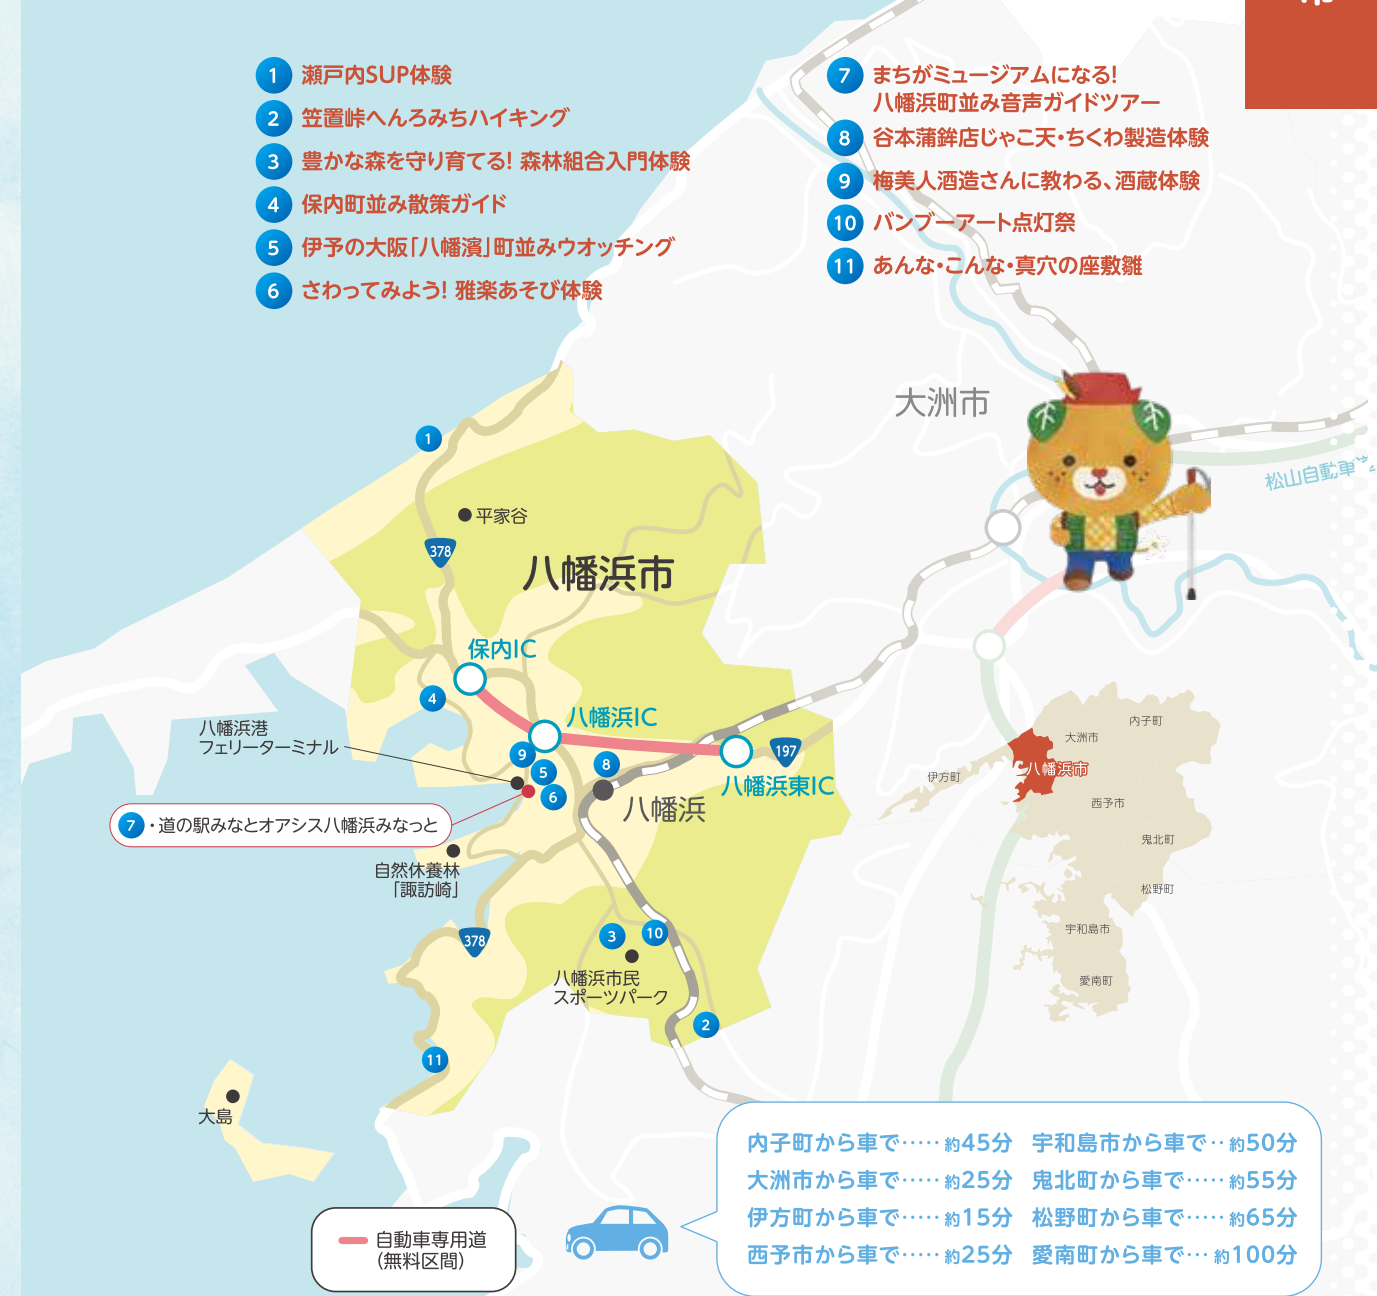 市
1 瀬戸内SUP体験
2 笠置峠へんろみちハイキング
3 豊かな森を守り育てる! 森林組合入門体験
4 保内町並み散策ガイド
5 伊予の大阪「八幡濱」町並みウオッチング
6 さわってみよう! 雅楽あそび体験
7 まちがミュージアムになる!
八幡浜町並み音声ガイドツアー
8 谷本蒲鉾店じゃこ天・ちくわ製造体験
9 梅美人酒造さんに教わる、酒蔵体験
10 バンブーアート点灯祭
11 あんな・こんな・真穴の座敷雛
大洲市
松山自動車
1
平家谷
378
八幡浜市
保内IC
4
八幡浜IC
八幡浜港
フェリーターミナル
9
5
6
8
197
八幡浜東IC
八幡浜
7・道の駅みなとオアシス八幡浜みなっと
自然休養林
「諏訪崎」
378
3
10
八幡浜市民
スポーツパーク
2
11
大島
内子町
大洲市
八幡浜市
伊方町
西予市
鬼北町
松野町
宇和島市
愛南町
自動車専用道
(無料区間)
内子町から車で‥‥‥約45分 宇和島市から車で‥約50分
大洲市から車で‥‥‥約25分 鬼北町から車で‥‥‥約55分
伊方町から車で‥‥‥約15分 松野町から車で‥‥‥約65分
西予市から車で‥‥‥約25分 愛南町から車で‥‥約100分